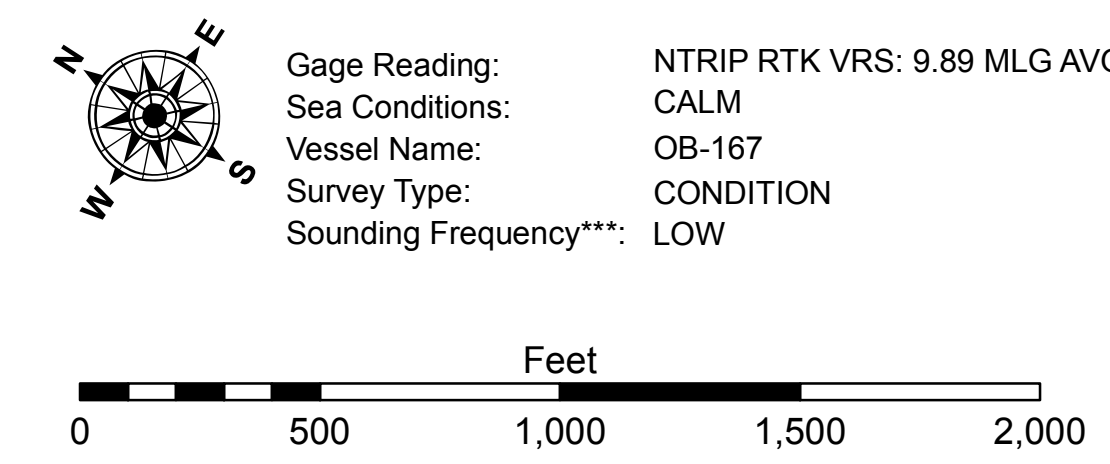 N E
S
W
Gage Reading: NTRIP RTK VRS: 9.89 MLG
Sea Conditions: CALM
Vessel Name: OB-167
Survey Type: CONDITION
Sounding Frequency***: LOW
Feet
0 500 1,000 1,500 2,000